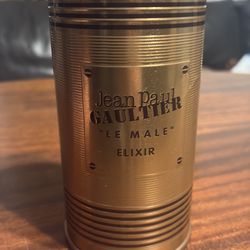 Jean Paul
GAULTIER
"LE MALE"
ELIXIR